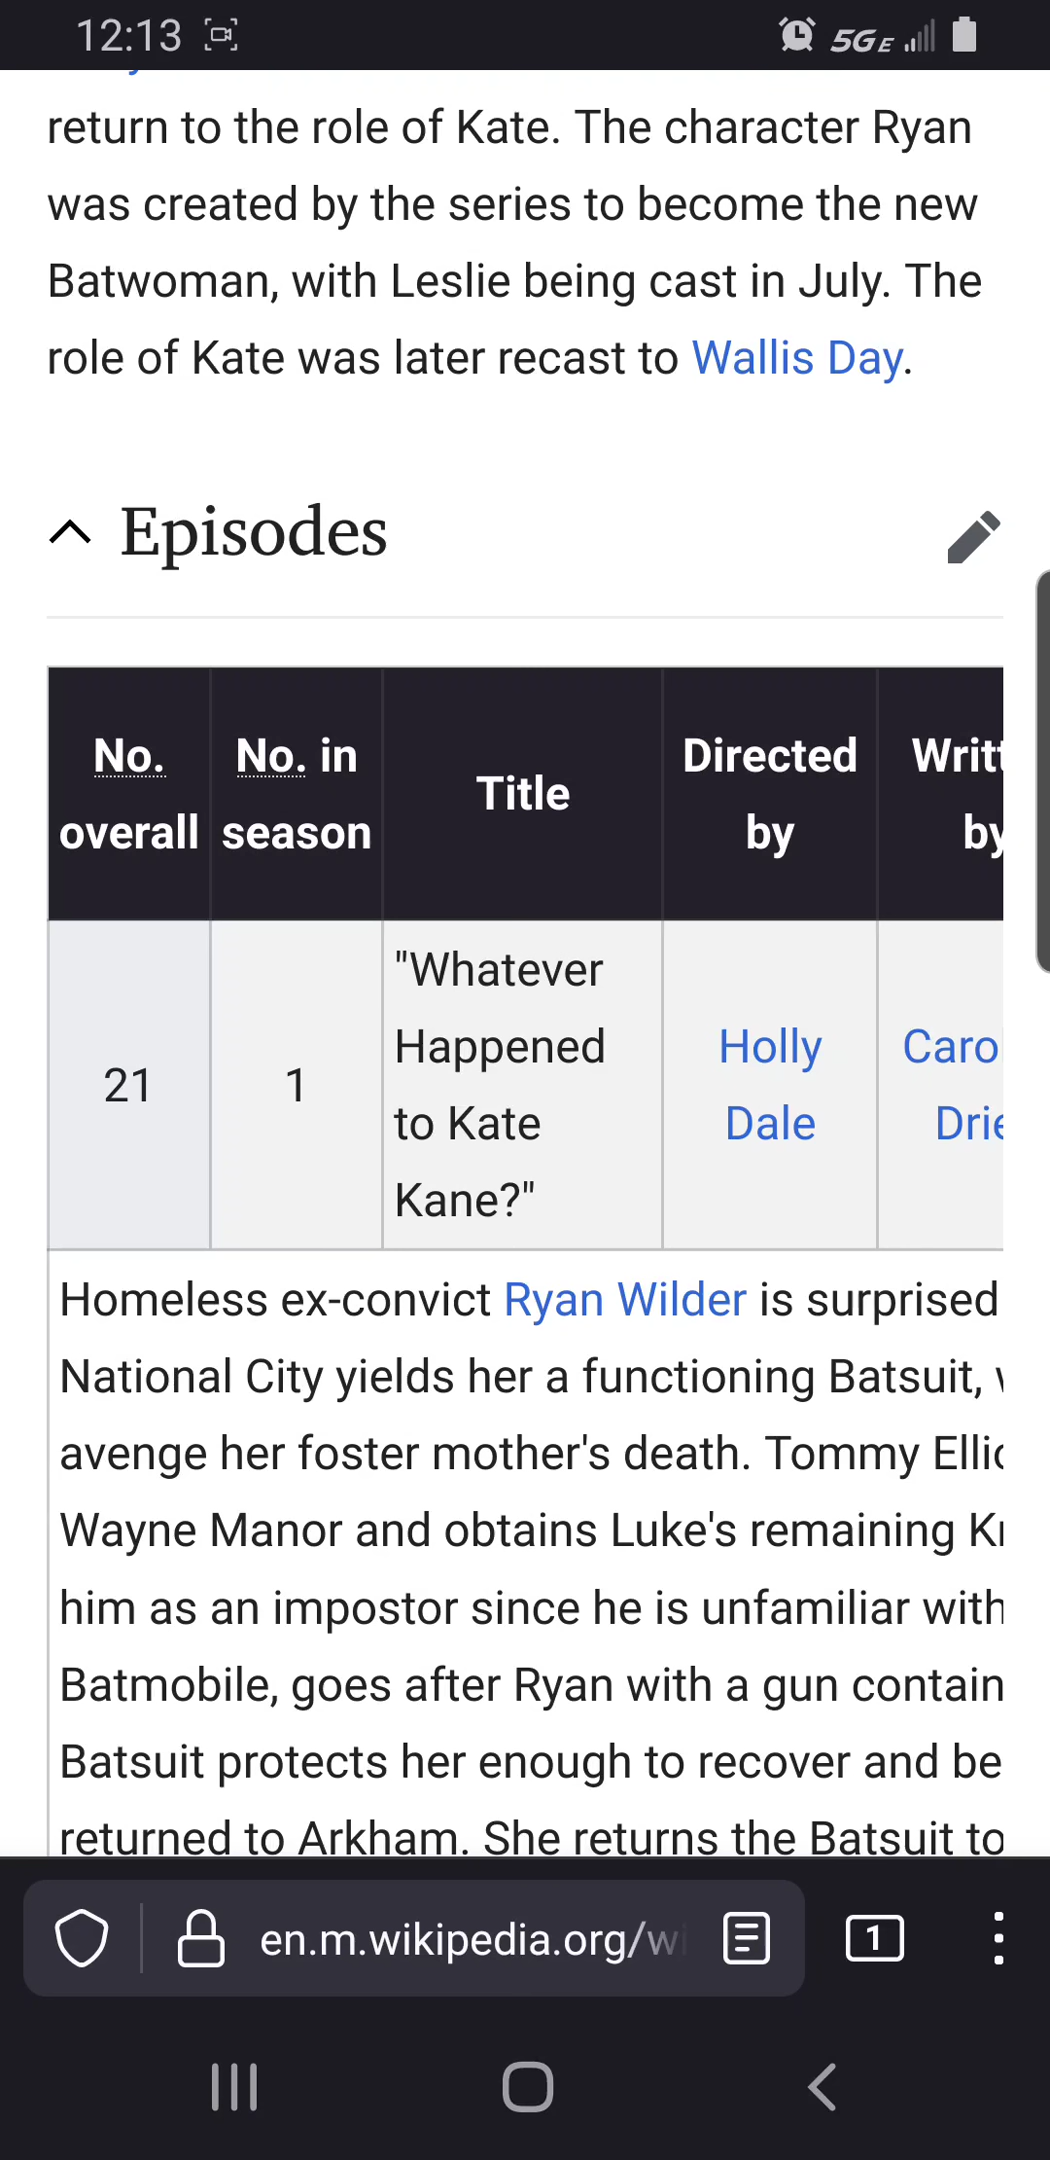 12:13 5G E
return to the role of Kate. The character Ryan
was created by the series to become the new
Batwoman, with Leslie being cast in July. The
role of Kate was later recast to Wallis Day.
Episodes
No. overall No. in season Title Directed by Writt by
21 1 "Whatever Happened to Kate Kane?" Holly Dale Caro Drie
Homeless ex-convict Ryan Wilder is surprised
National City yields her a functioning Batsuit,
avenge her foster mother's death. Tommy Ellic
Wayne Manor and obtains Luke's remaining
him as an impostor since he is unfamiliar with
Batmobile, goes after Ryan with a gun contain
Batsuit protects her enough to recover and be
returned to Arkham. She returns the Batsuit to
en.m.wikipedia.org/wi 1